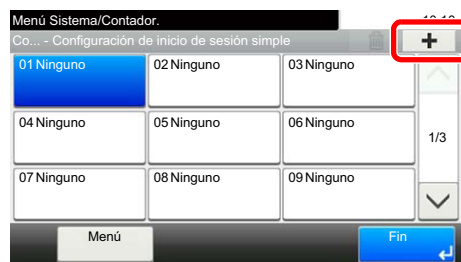 Menú Sistema/Contador.
Co... - Configuración de inicio de sesión simple
01 Ninguno
02 Ninguno
03 Ninguno
04 Ninguno
05 Ninguno
06 Ninguno
1/3
07 Ninguno
08 Ninguno
09 Ninguno
Menú
Fin